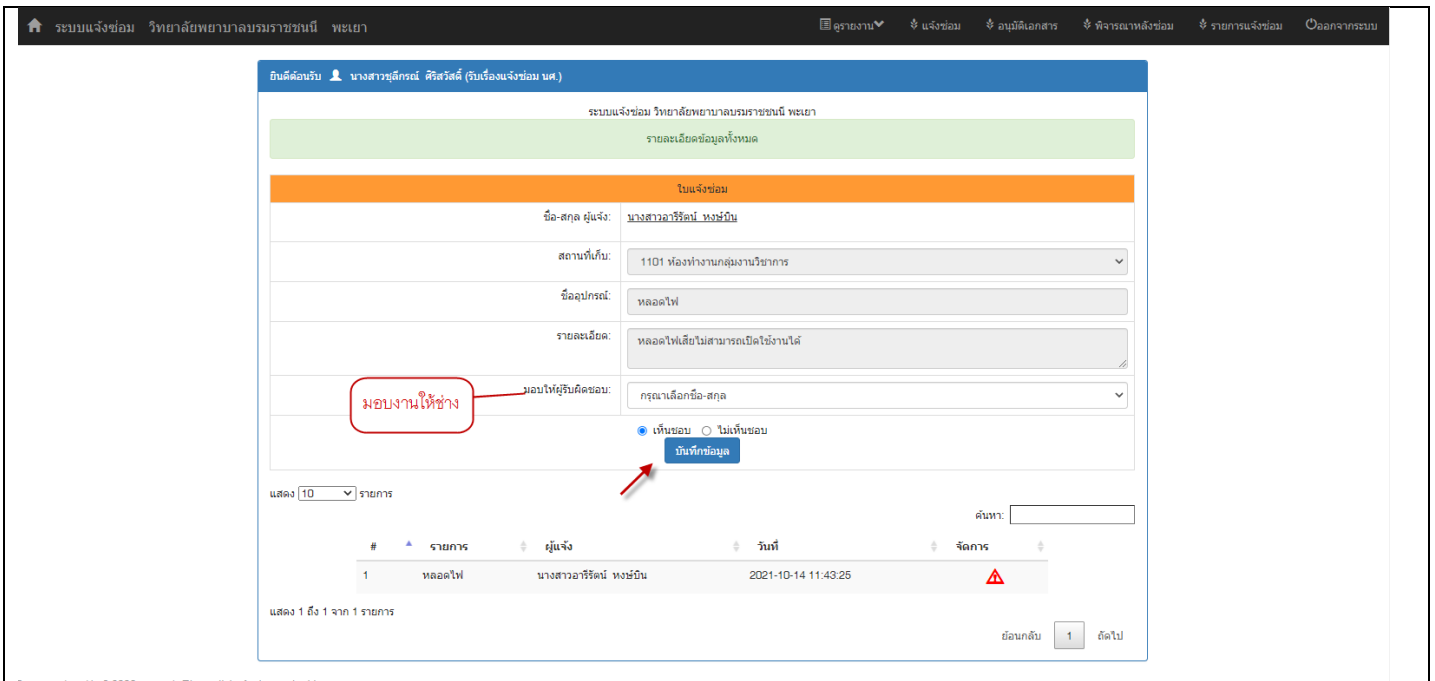 ระบบแจ้งซ่อม วิทยาลัยพยาบาลบรมราชชนนี พะเยา
ดูรายงาน แจ้งซ่อม อนุมัติเอกสาร พิจารณาหลังซ่อม รายการแจ้งซ่อม ออกจากระบบ
ยินดีต้อนรับ นางสาวชุลีกรณ์ ศิริสวัสดิ์ (รับเรื่องแจ้งซ่อม นศ.)
ระบบแจ้งซ่อม วิทยาลัยพยาบาลบรมราชชนนี พะเยา
รายละเอียดข้อมูลทั้งหมด
ใบแจ้งซ่อม
ชื่อ-สกุล ผู้แจ้ง: นางสาวอารีรัตน์ หงษ์บิน
สถานที่เก็บ: 1101 ห้องทำงานกลุ่มงานวิชาการ
ชื่ออุปกรณ์: หลอดไฟ
รายละเอียด: หลอดไฟเสียไม่สามารถเปิดใช้งานได้
มอบงานให้ช่าง มอบให้ผู้รับผิดชอบ: กรุณาเลือกชื่อ-สกุล
เห็นชอบ ไม่เห็นชอบ
บันทึกข้อมูล
แสดง 10 รายการ
ค้นหา:
# รายการ ผู้แจ้ง วันที่ จัดการ
1 หลอดไฟ นางสาวอารีรัตน์ หงษ์บิน 2021-10-14 11:43:25
แสดง 1 ถึง 1 จาก 1 รายการ
ย้อนกลับ 1 ถัดไป